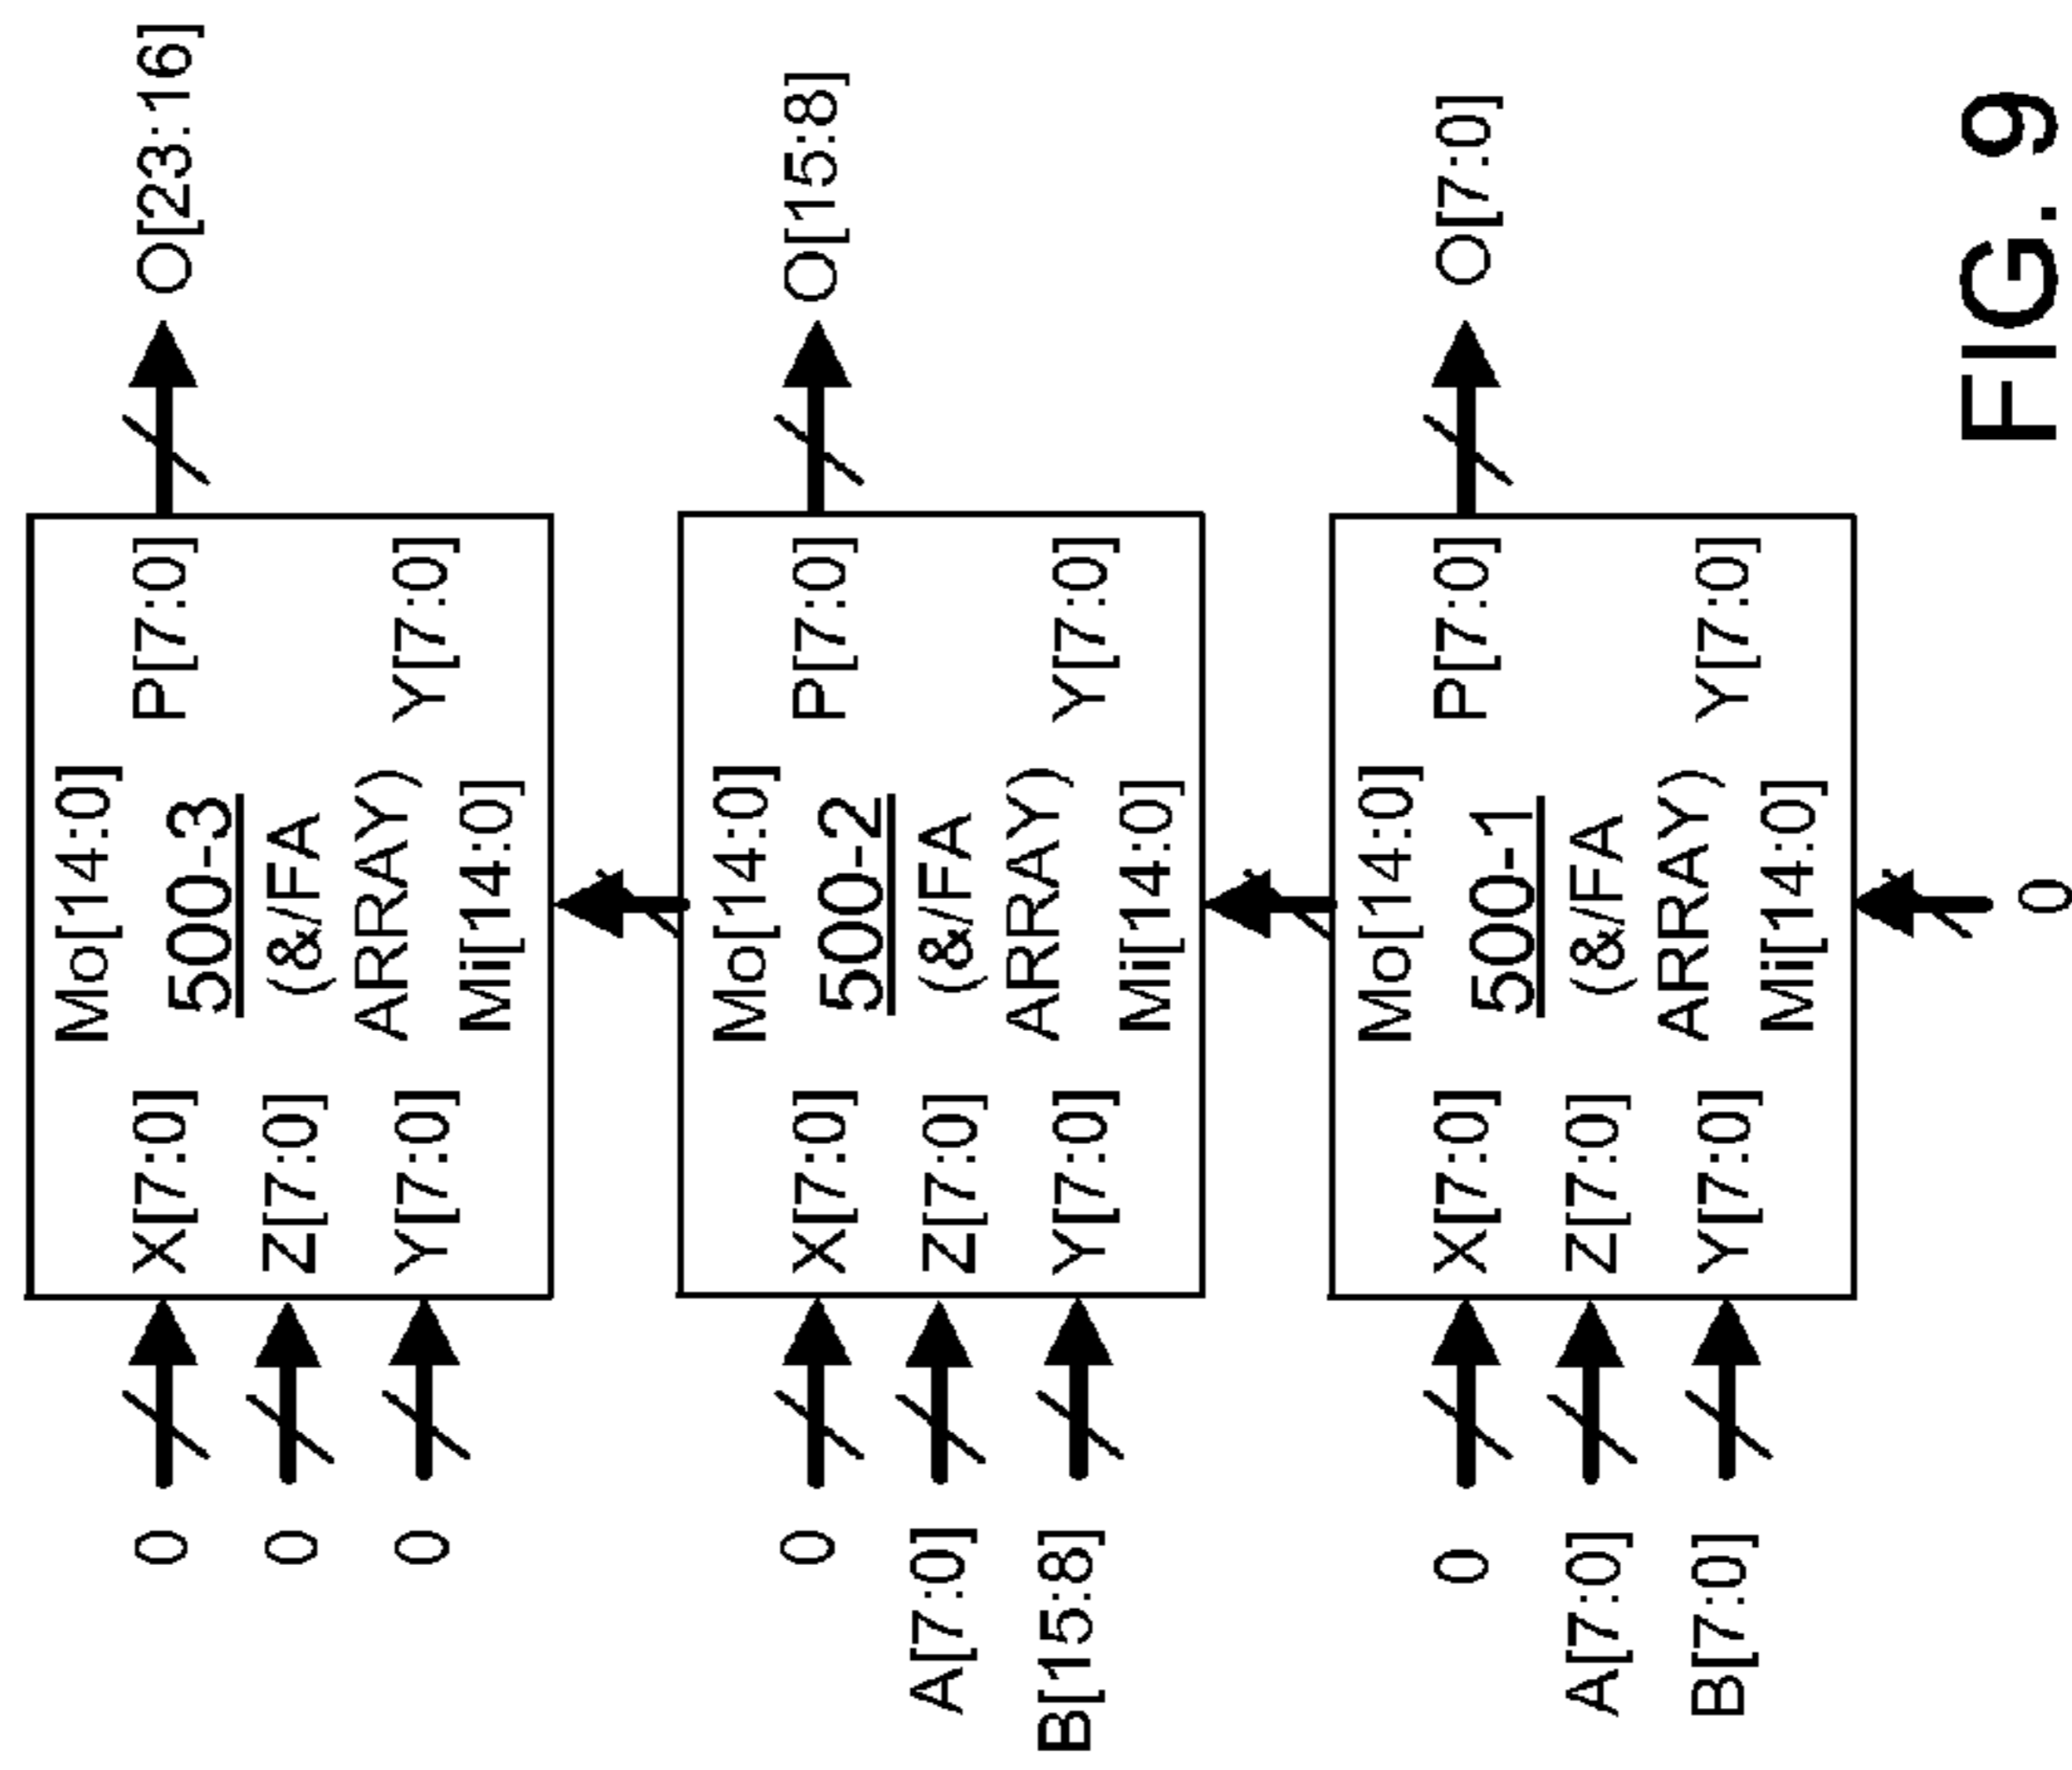 Mo[14:0]
0 X[7:0] P[7:0] O[23:16]
500-3
0 Z[7:0] (&/FA
ARRAY)
0 Y[7:0] Y[7:0]
Mi[14:0]
Mo[14:0]
0 X[7:0] P[7:0] O[15:8]
500-2
A[7:0] Z[7:0] (&/FA
ARRAY)
B[15:8] Y[7:0] Y[7:0]
Mi[14:0]
Mo[14:0]
0 X[7:0] P[7:0] O[7:0]
500-1
A[7:0] Z[7:0] (&/FA
ARRAY)
B[7:0] Y[7:0] Y[7:0]
Mi[14:0]
0
FIG. 9